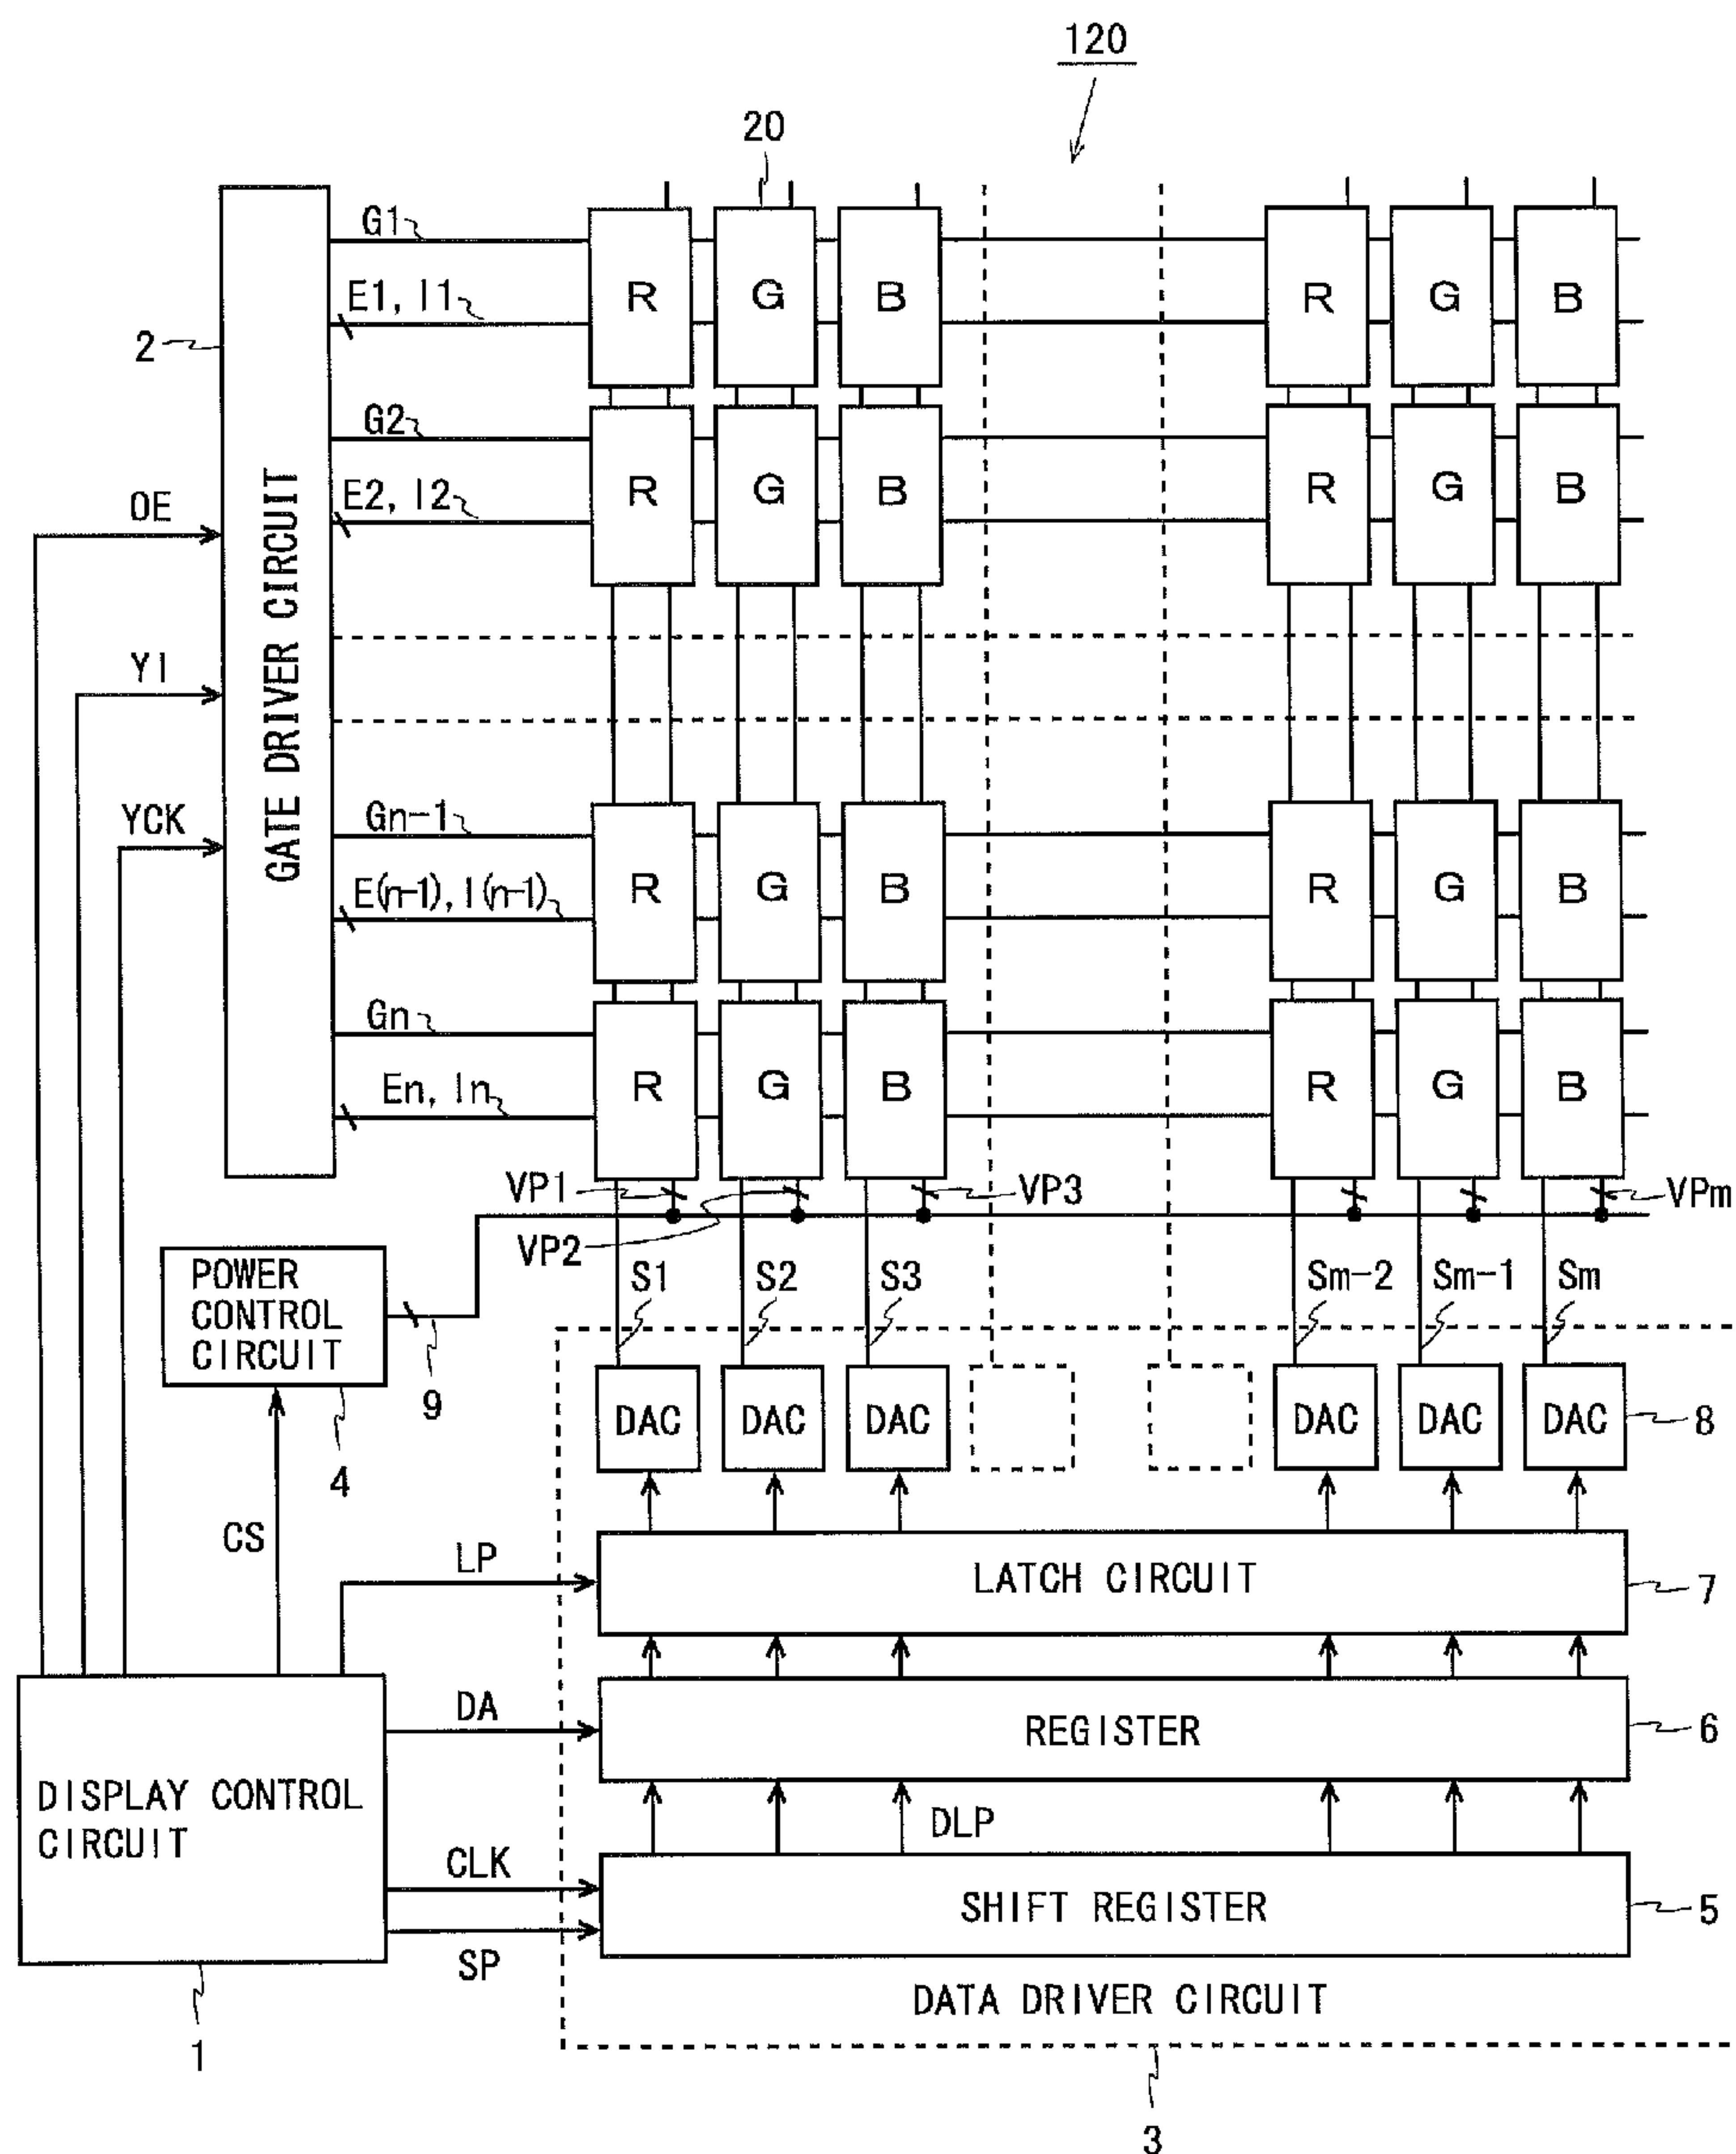 120
20
G1
R G B R G B
E1, I1
2
G2
R G B R G B
E2, I2
OE
GATE DRIVER CIRCUIT
YI
YCK
Gn-1
R G B R G B
E(n-1), I(n-1)
Gn
R G B R G B
En, In
VP1 VP3 VPm
VP2
POWER
CONTROL
CIRCUIT
S1 S2 S3 Sm-2 Sm-1 Sm
9
4
DAC DAC DAC DAC DAC DAC 8
CS
LP
LATCH CIRCUIT 7
DA
REGISTER 6
DISPLAY CONTROL
CIRCUIT
DLP
CLK
SHIFT REGISTER 5
SP
DATA DRIVER CIRCUIT
1
3